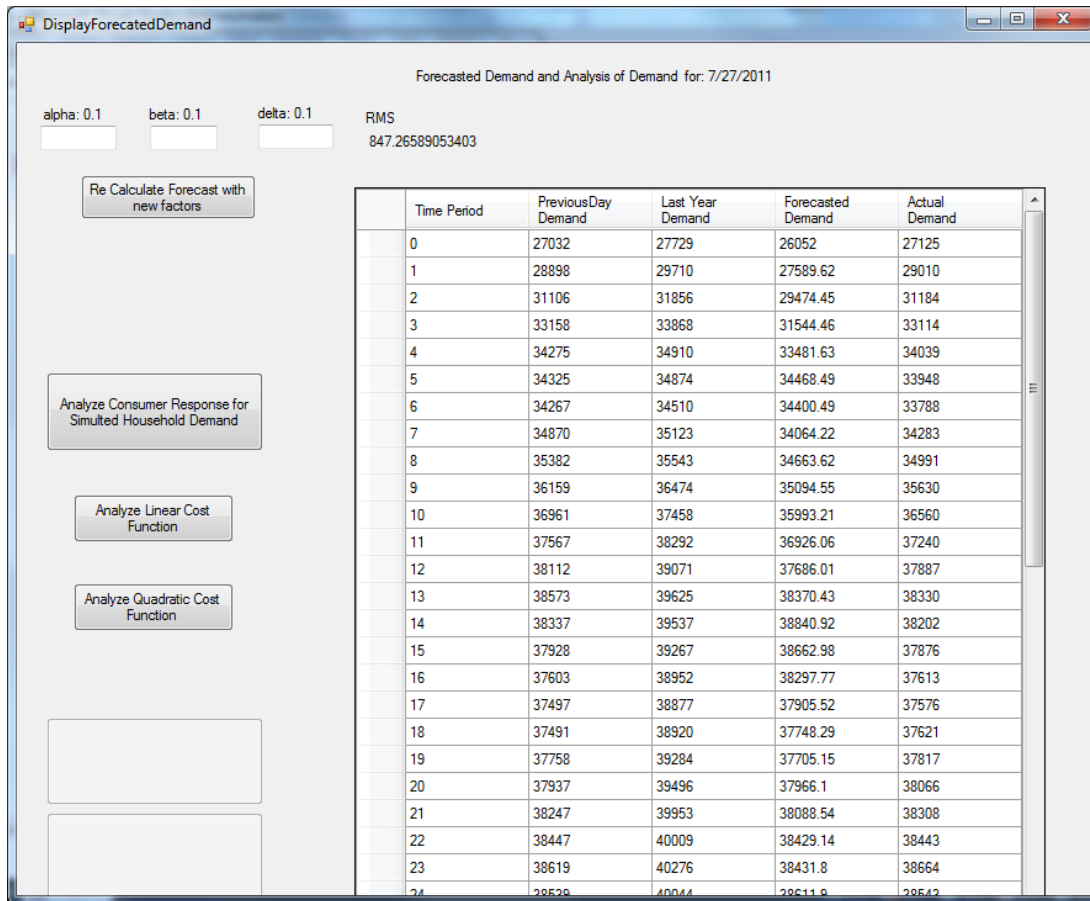 DisplayForecatedDemand
Forecasted Demand and Analysis of Demand for: 7/27/2011
alpha: 0.1 beta: 0.1 delta: 0.1 RMS
847.26589053403
Re Calculate Forecast with
new factors
Analyze Consumer Response for
Simulted Household Demand
Analyze Linear Cost
Function
Analyze Quadratic Cost
Function
Time Period PreviousDay Demand Last Year Demand Forecasted Demand Actual Demand
0 27032 27729 26052 27125
1 28898 29710 27589.62 29010
2 31106 31856 29474.45 31184
3 33158 33868 31544.46 33114
4 34275 34910 33481.63 34039
5 34325 34874 34468.49 33948
6 34267 34510 34400.49 33788
7 34870 35123 34064.22 34283
8 35382 35543 34663.62 34991
9 36159 36474 35094.55 35630
10 36961 37458 35993.21 36560
11 37567 38292 36926.06 37240
12 38112 39071 37686.01 37887
13 38573 39625 38370.43 38330
14 38337 39537 38840.92 38202
15 37928 39267 38662.98 37876
16 37603 38952 38297.77 37613
17 37497 38877 37905.52 37576
18 37491 38920 37748.29 37621
19 37758 39284 37705.15 37817
20 37937 39496 37966.1 38066
21 38247 39953 38088.54 38308
22 38447 40009 38429.14 38443
23 38619 40276 38431.8 38664
24 38539 40044 38611.9 38543